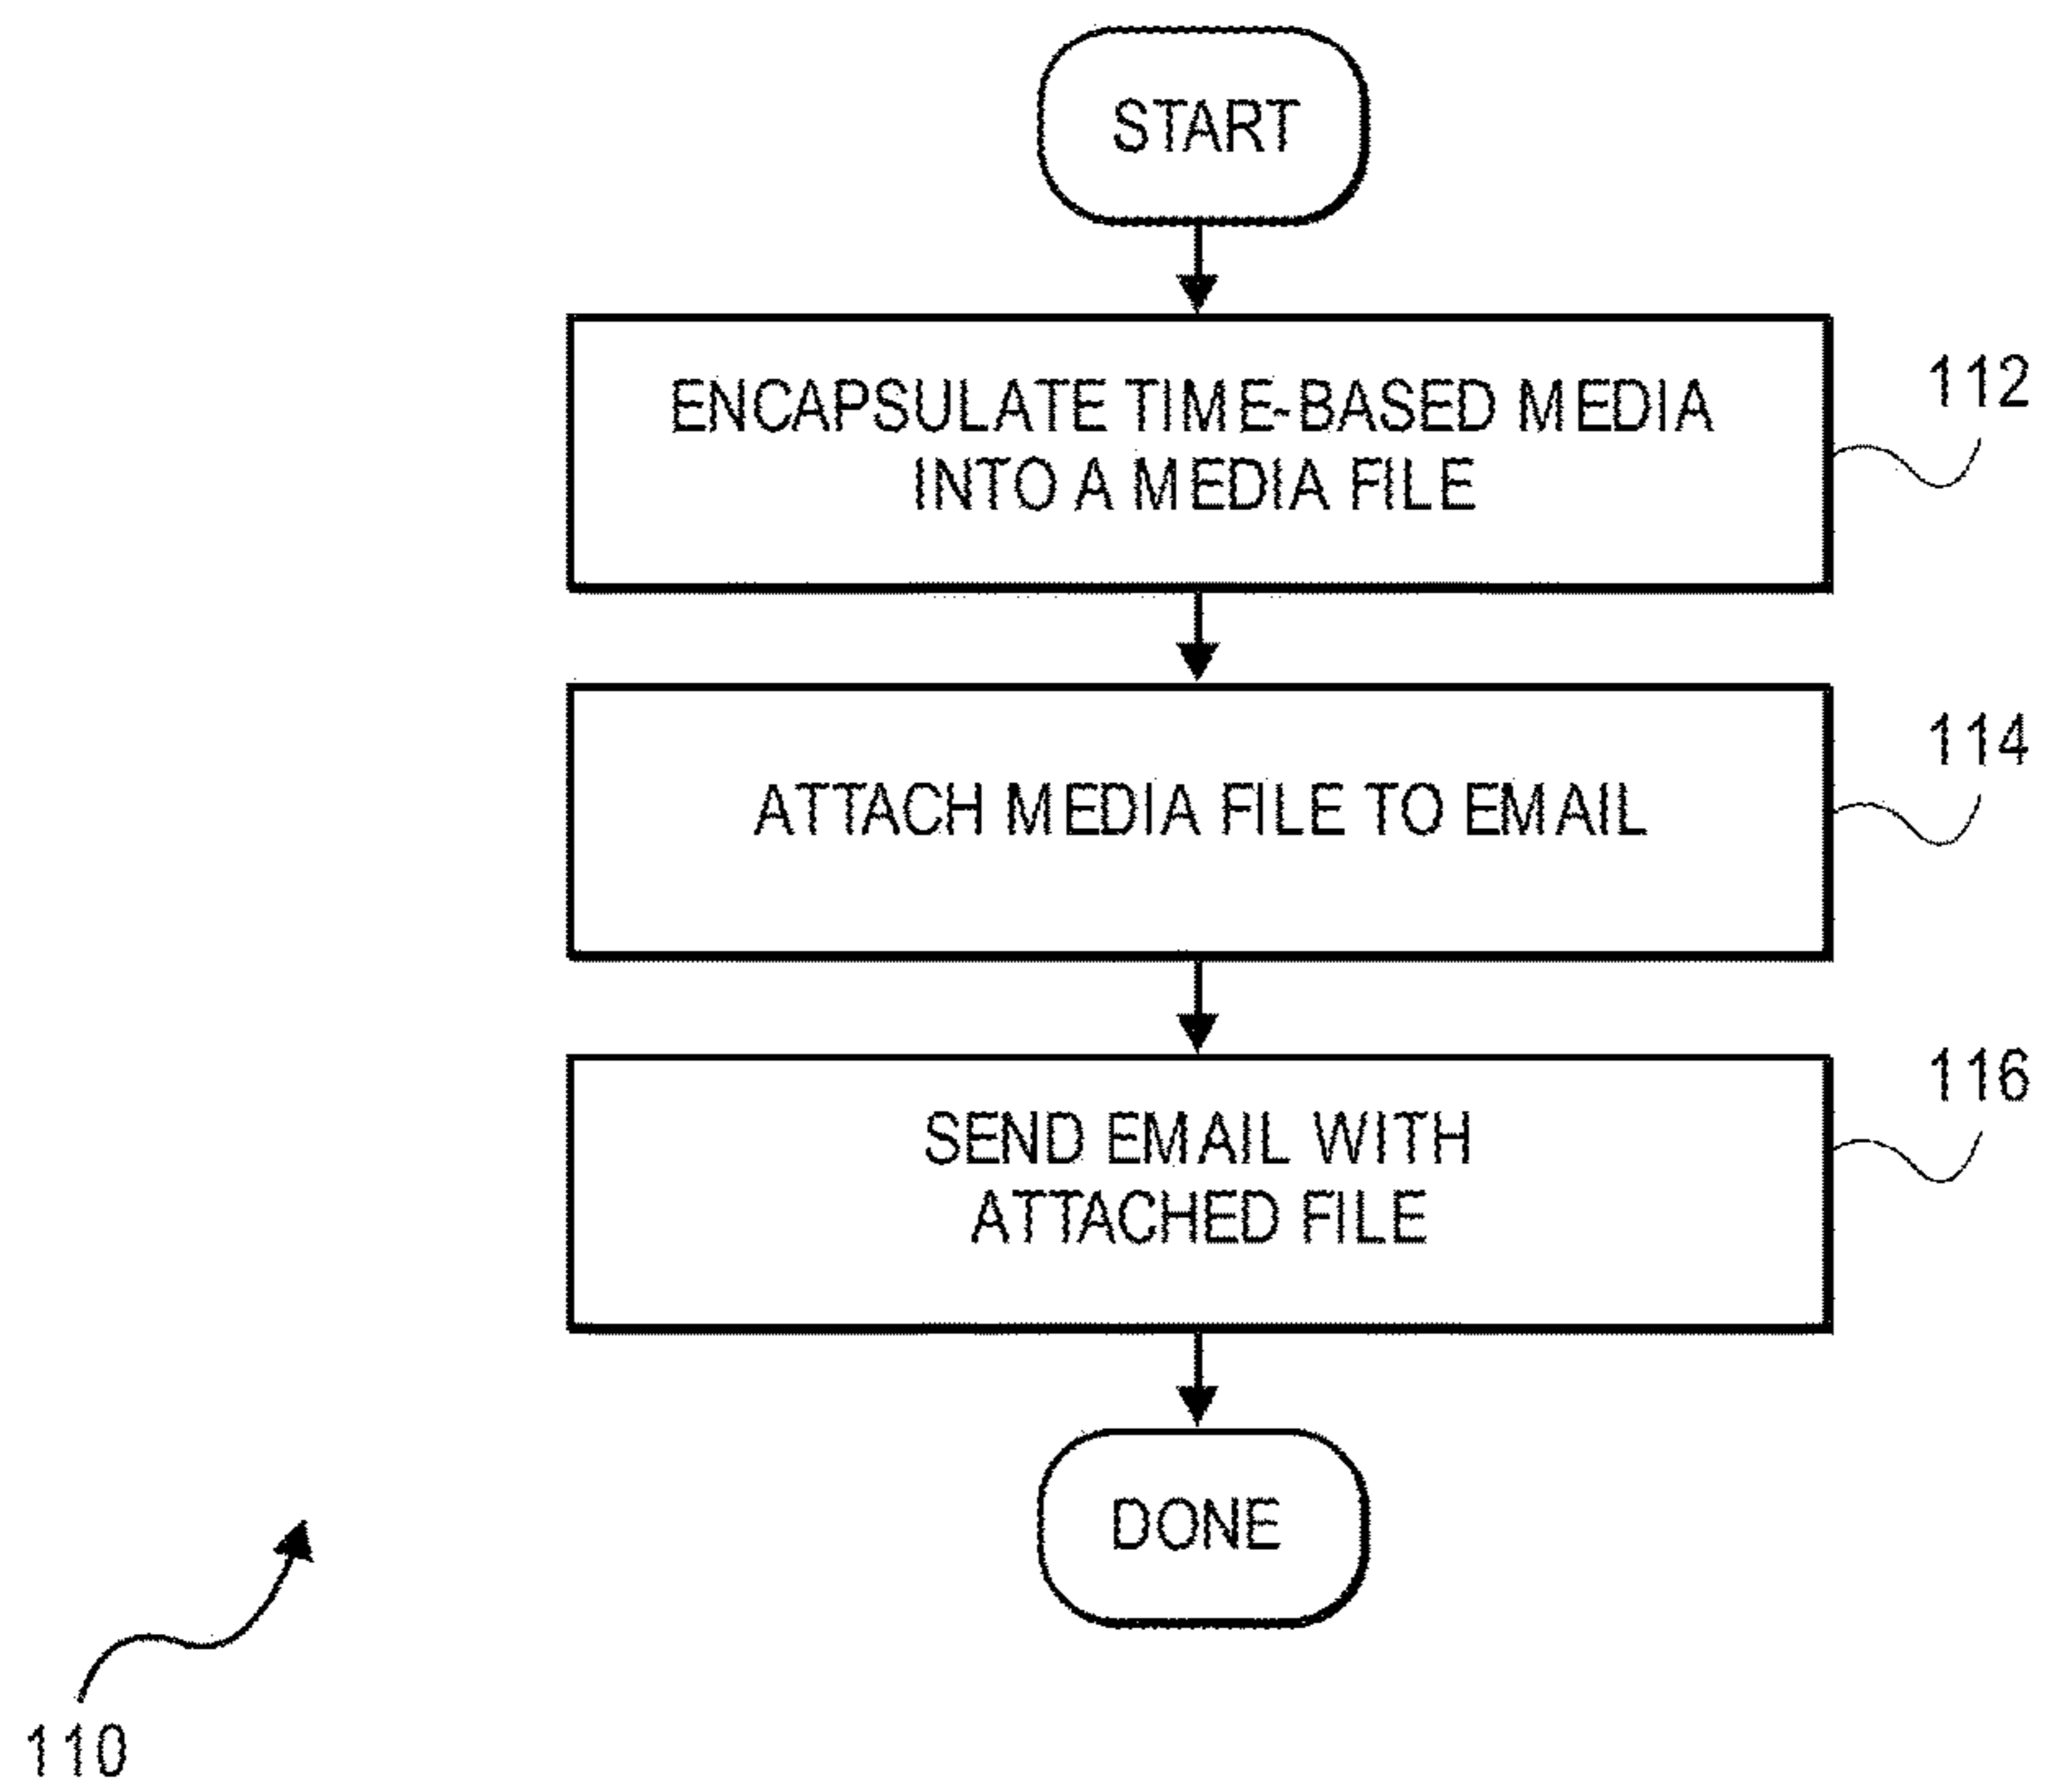 START
ENCAPSULATE TIME-BASED MEDIA
INTO A MEDIA FILE
112
ATTACH MEDIA FILE TO EMAIL
114
SEND EMAIL WITH
ATTACHED FILE
116
DONE
110